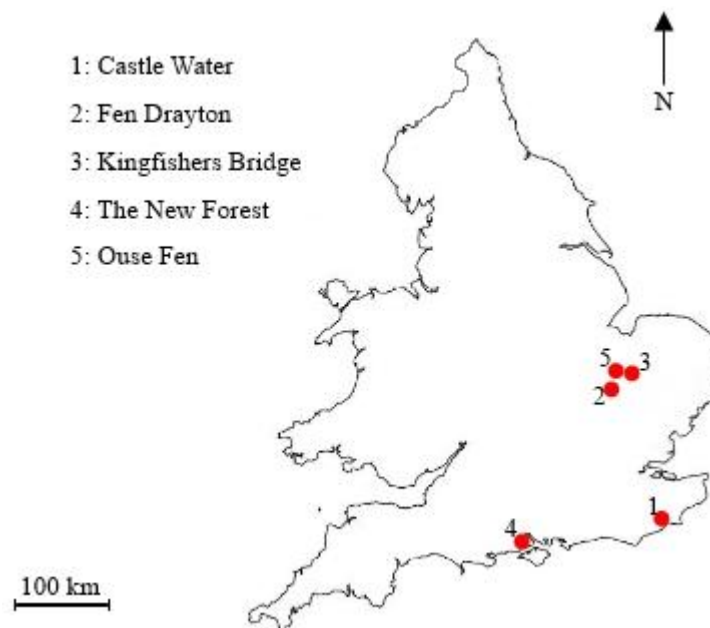 1: Castle Water
2: Fen Drayton
3: Kingfishers Bridge
4: The New Forest
5: Ouse Fen
N
5
3
2
1
4
100 km